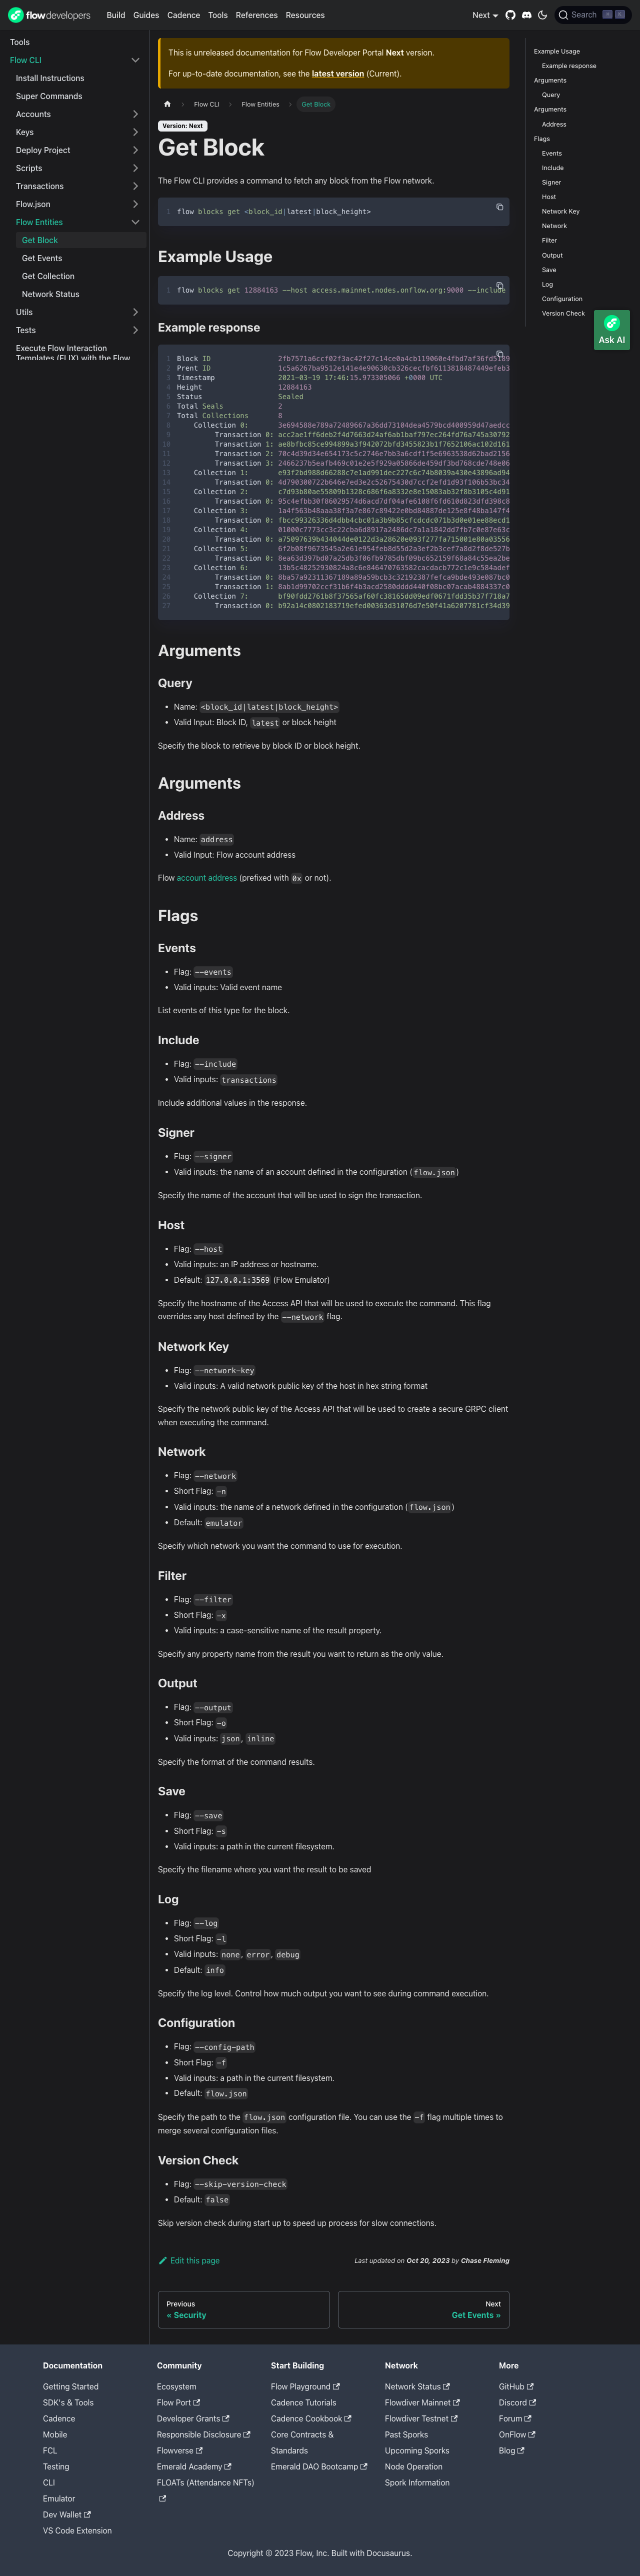 flowdevelopers
Build
Guides
Cadence
Tools
References
Resources
Next
Search
Tools
Flow CLI
Install Instructions
Super Commands
Accounts
Keys
Deploy Project
Scripts
Transactions
Flow.json
Flow Entities
Get Block
Get Events
Get Collection
Network Status
Utils
Tests
Execute Flow Interaction
Templates (FLIX) with the Flow
This is unreleased documentation for Flow Developer Portal Next version.
For up-to-date documentation, see the latest version (Current).
Flow CLI
Flow Entities
Get Block
Version: Next
Get Block
The Flow CLI provides a command to fetch any block from the Flow network.
1 flow blocks get <block_id|latest|block_height>
Example Usage
1 flow blocks get 12884163 --host access.mainnet.nodes.onflow.org:9000 --include
Example response
1 Block ID
2 Prent ID
3 Timestamp 2021-03-19 17:46:15.973305066 +0000 UTC
4 Height 12884163
5 Status Sealed
6 Total Seals 2
7 Total Collections 8
8 Collection 0:
9 Transaction 0:
10 Transaction 1:
11 Transaction 2:
12 Transaction 3:
13 Collection 1:
14 Transaction 0:
15 Collection 2:
16 Transaction 0:
17 Collection 3:
18 Transaction 0:
19 Collection 4:
20 Transaction 0:
21 Collection 5:
22 Transaction 0:
23 Collection 6:
24 Transaction 0:
25 Transaction 1:
26 Collection 7:
27 Transaction 0:
Arguments
Query
• Name: <block_id|latest|block_height>
• Valid Input: Block ID, latest or block height
Specify the block to retrieve by block ID or block height.
Arguments
Address
• Name: address
• Valid Input: Flow account address
Flow account address (prefixed with 0x or not).
Flags
Events
• Flag: --events
• Valid inputs: Valid event name
List events of this type for the block.
Include
• Flag: --include
• Valid inputs: transactions
Include additional values in the response.
Signer
• Flag: --signer
• Valid inputs: the name of an account defined in the configuration (flow.json)
Specify the name of the account that will be used to sign the transaction.
Host
• Flag: --host
• Valid inputs: an IP address or hostname.
• Default: 127.0.0.1:3569 (Flow Emulator)
Specify the hostname of the Access API that will be used to execute the command. This flag
overrides any host defined by the --network flag.
Network Key
• Flag: --network-key
• Valid inputs: A valid network public key of the host in hex string format
Specify the network public key of the Access API that will be used to create a secure GRPC client
when executing the command.
Network
• Flag: --network
• Short Flag: -n
• Valid inputs: the name of a network defined in the configuration (flow.json)
• Default: emulator
Specify which network you want the command to use for execution.
Filter
• Flag: --filter
• Short Flag: -x
• Valid inputs: a case-sensitive name of the result property.
Specify any property name from the result you want to return as the only value.
Output
• Flag: --output
• Short Flag: -o
• Valid inputs: json, inline
Specify the format of the command results.
Save
• Flag: --save
• Short Flag: -s
• Valid inputs: a path in the current filesystem.
Specify the filename where you want the result to be saved
Log
• Flag: --log
• Short Flag: -l
• Valid inputs: none, error, debug
• Default: info
Specify the log level. Control how much output you want to see during command execution.
Configuration
• Flag: --config-path
• Short Flag: -f
• Valid inputs: a path in the current filesystem.
• Default: flow.json
Specify the path to the flow.json configuration file. You can use the -f flag multiple times to
merge several configuration files.
Version Check
• Flag: --skip-version-check
• Default: false
Skip version check during start up to speed up process for slow connections.
Edit this page
Last updated on Oct 20, 2023 by Chase Fleming
Previous
« Security
Next
Get Events »
Example Usage
Example response
Arguments
Query
Arguments
Address
Flags
Events
Include
Signer
Host
Network Key
Network
Filter
Output
Save
Log
Configuration
Version Check
Ask AI
Documentation
Getting Started
SDK's & Tools
Cadence
Mobile
FCL
Testing
CLI
Emulator
Dev Wallet
VS Code Extension
Community
Ecosystem
Flow Port
Developer Grants
Responsible Disclosure
Flowverse
Emerald Academy
FLOATs (Attendance NFTs)
Start Building
Flow Playground
Cadence Tutorials
Cadence Cookbook
Core Contracts &
Standards
Emerald DAO Bootcamp
Network
Network Status
Flowdiver Mainnet
Flowdiver Testnet
Past Sporks
Upcoming Sporks
Node Operation
Spork Information
More
GitHub
Discord
Forum
OnFlow
Blog
Copyright © 2023 Flow, Inc. Built with Docusaurus.